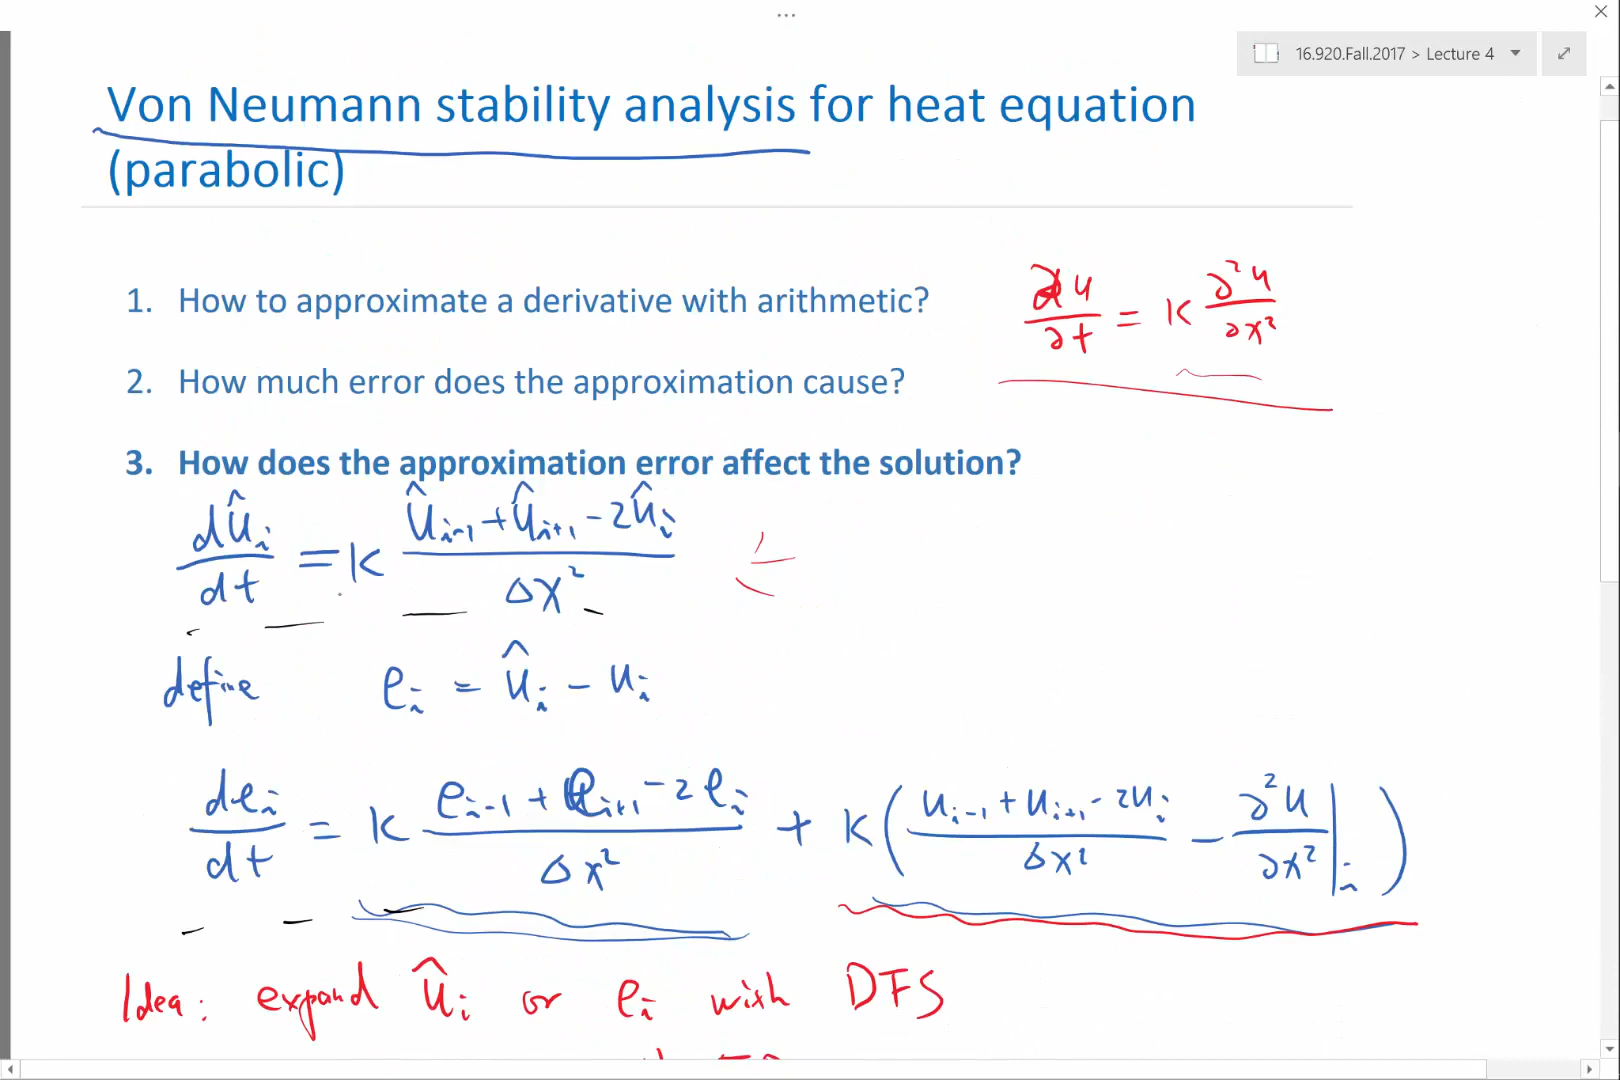 ...
16.920.Fall.2017 > Lecture 4
Von Neumann stability analysis for heat equation
(parabolic)
1. How to approximate a derivative with arithmetic?
∂u/∂t = κ ∂²u/∂x²
2. How much error does the approximation cause?
3. How does the approximation error affect the solution?
dûᵢ/dt = κ (ûᵢ₋₁ + ûᵢ₊₁ - 2ûᵢ)/Δx²
define eᵢ = ûᵢ - uᵢ
deᵢ/dt = κ (eᵢ₋₁ + eᵢ₊₁ - 2eᵢ)/Δx² + κ( (uᵢ₋₁ + uᵢ₊₁ - 2uᵢ)/Δx² - ∂²u/∂x²|ᵢ )
Idea: expand ûᵢ or eᵢ with DFS